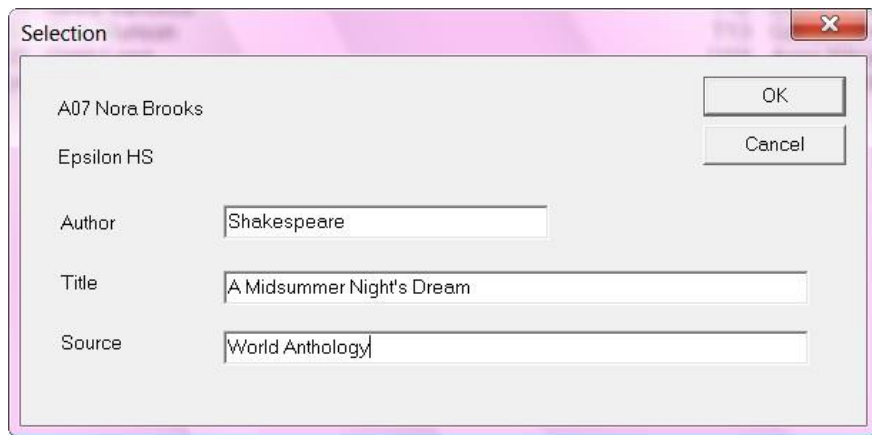 Selection
A07 Nora Brooks
OK
Epsilon HS
Cancel
Author
Shakespeare
Title
A Midsummer Night's Dream
Source
World Anthology